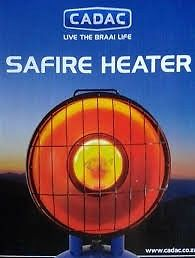 CADAC
LIVE THE BRAAI LIFE
SAFIRE HEATER
www.cadac.co.za